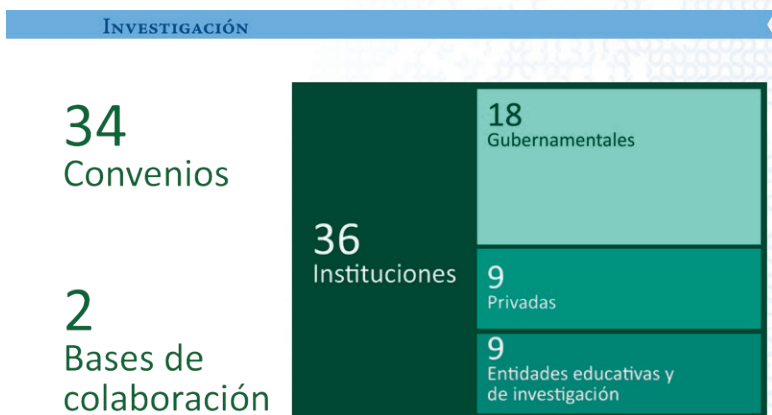 INVESTIGACIÓN
34
Convenios
2
Bases de
colaboración
36
Instituciones
18
Gubernamentales
9
Privadas
9
Entidades educativas y
de investigación